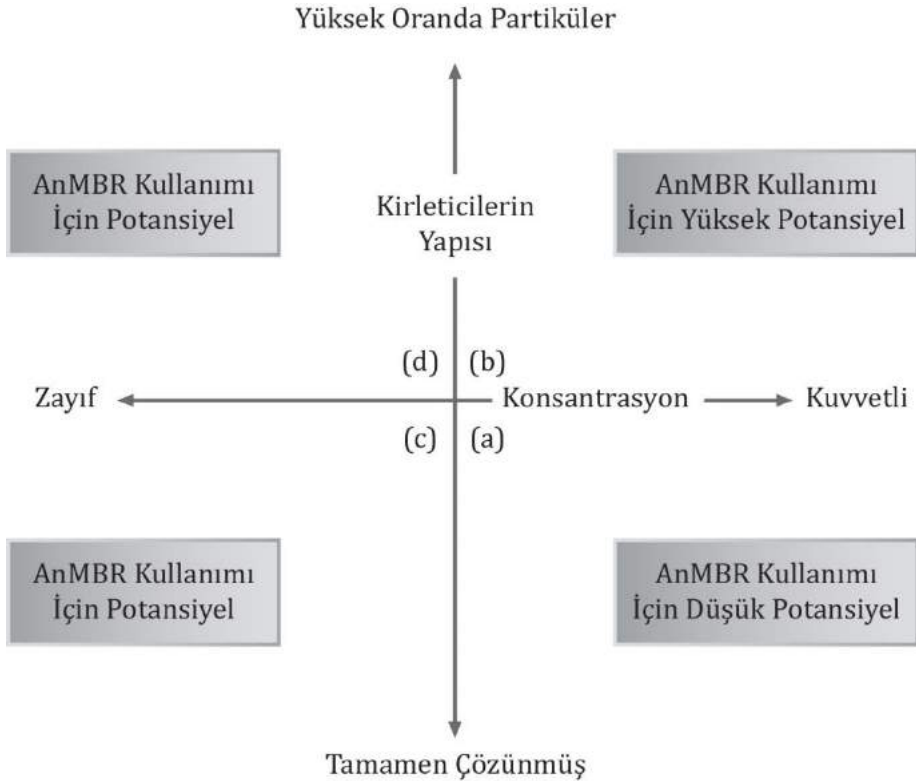 Yüksek Oranda Partiküler
AnMBR Kullanımı
İçin Potansiyel
Kirleticilerin
Yapısı
AnMBR Kullanımı
İçin Yüksek Potansiyel
(d) (b)
Zayıf Konsantrasyon Kuvvetli
(c) (a)
AnMBR Kullanımı
İçin Potansiyel
AnMBR Kullanımı
İçin Düşük Potansiyel
Tamamen Çözünmüş